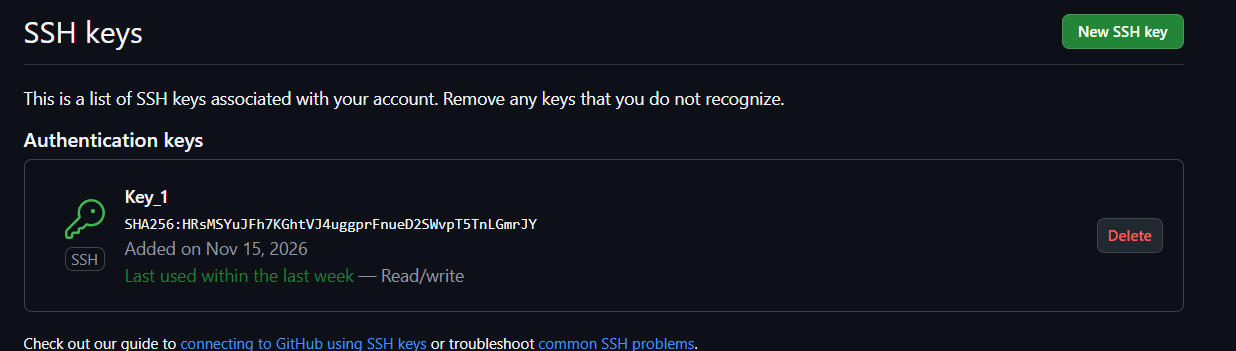 SSH keys
New SSH key
This is a list of SSH keys associated with your account. Remove any keys that you do not recognize.
Authentication keys
Key_1
SHA256:HRsMSYuJFh7KGhtVJ4uggprFnueD2SWvpT5TnLGmrJY
Added on Nov 15, 2026
Last used within the last week — Read/write
SSH
Delete
Check out our guide to connecting to GitHub using SSH keys or troubleshoot common SSH problems.